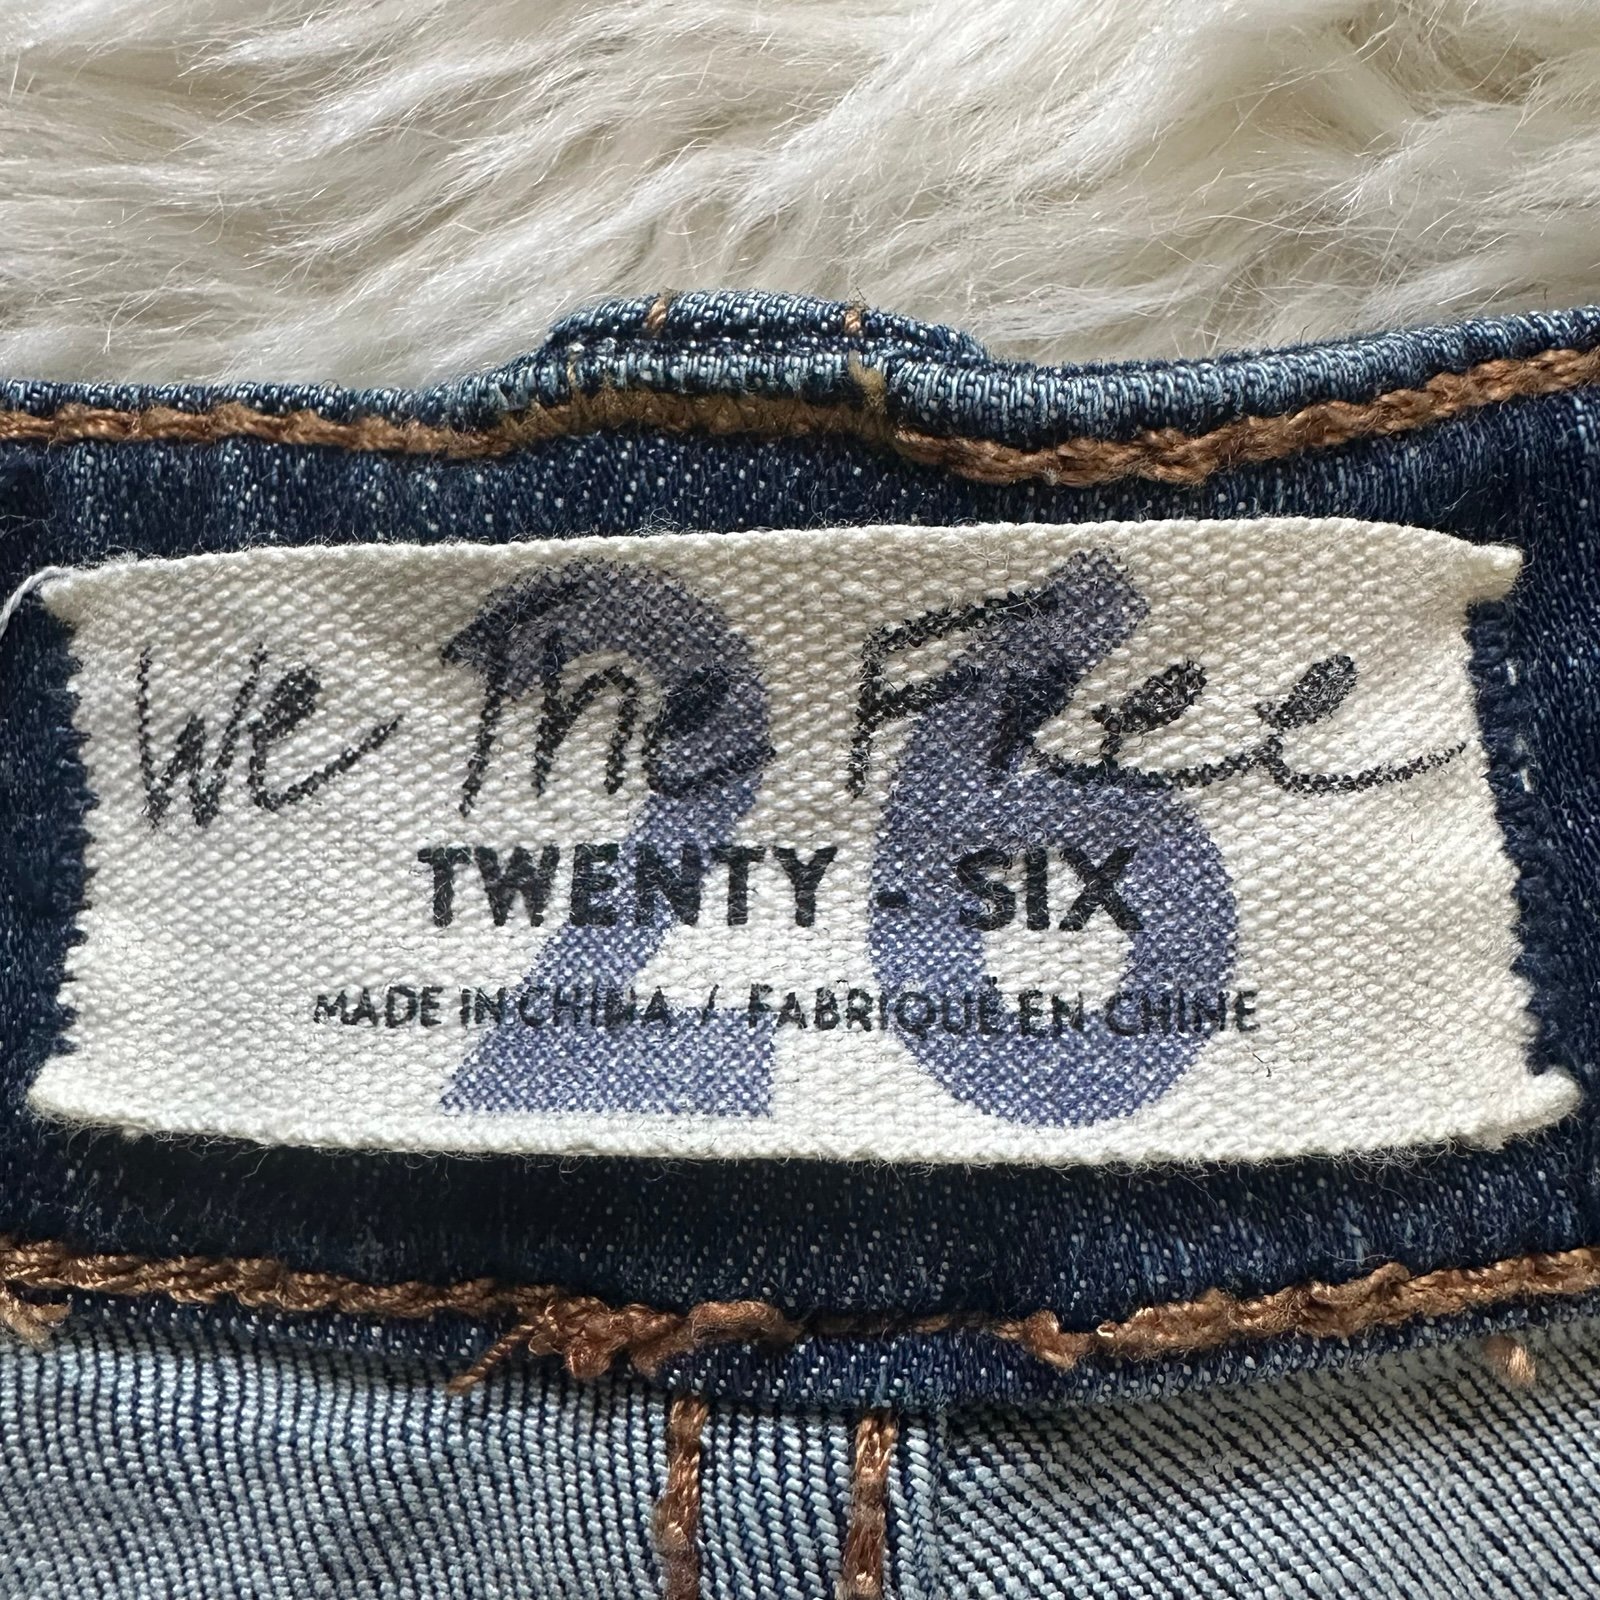 We The Free
26
TWENTY - SIX
MADE IN CHINA / FABRIQUÉ EN CHINE